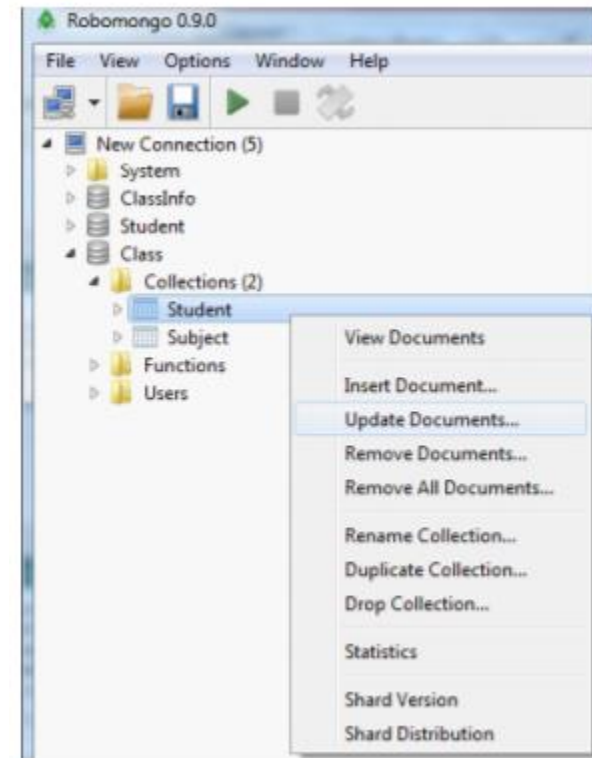 Robomongo 0.9.0
File View Options Window Help
New Connection (5)
System
ClassInfo
Student
Class
Collections (2)
Student
Subject
Functions
Users
View Documents
Insert Document...
Update Documents...
Remove Documents...
Remove All Documents...
Rename Collection...
Duplicate Collection...
Drop Collection...
Statistics
Shard Version
Shard Distribution